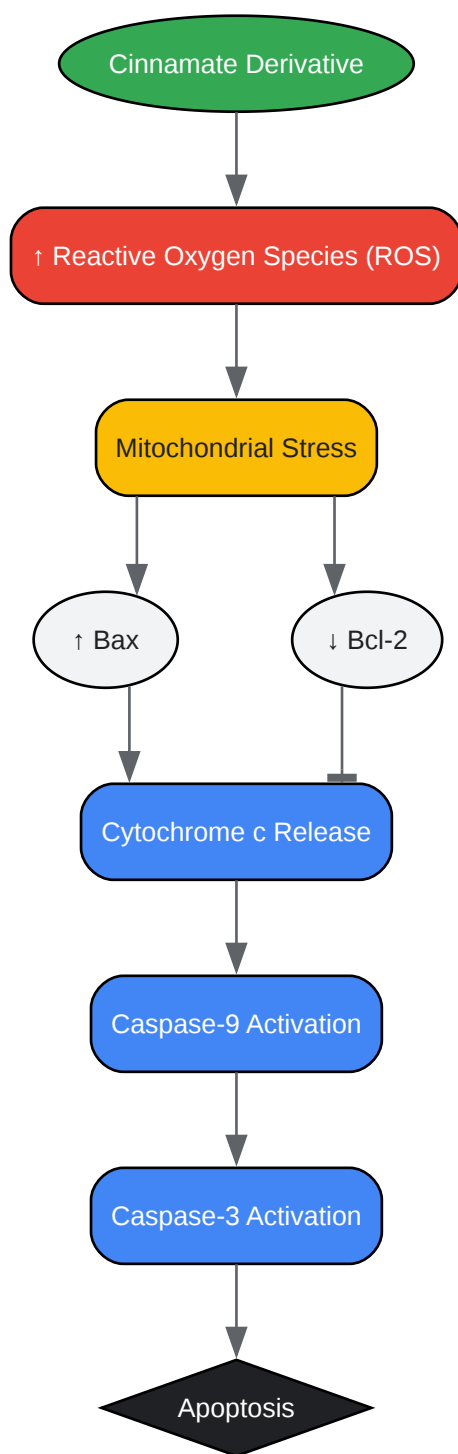 Cinnamate Derivative
↑ Reactive Oxygen Species (ROS)
Mitochondrial Stress
↑ Bax
↓ Bcl-2
Cytochrome c Release
Caspase-9 Activation
Caspase-3 Activation
Apoptosis